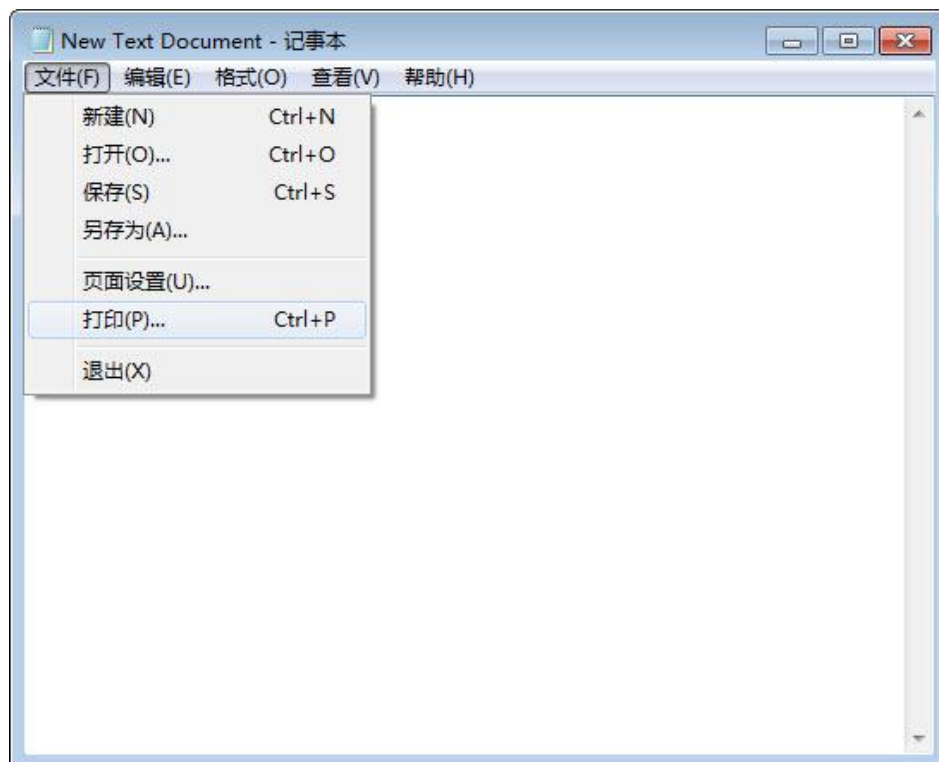 New Text Document - 记事本
文件(F) 编辑(E) 格式(O) 查看(V) 帮助(H)
新建(N) Ctrl+N
打开(O)... Ctrl+O
保存(S) Ctrl+S
另存为(A)...
页面设置(U)...
打印(P)... Ctrl+P
退出(X)